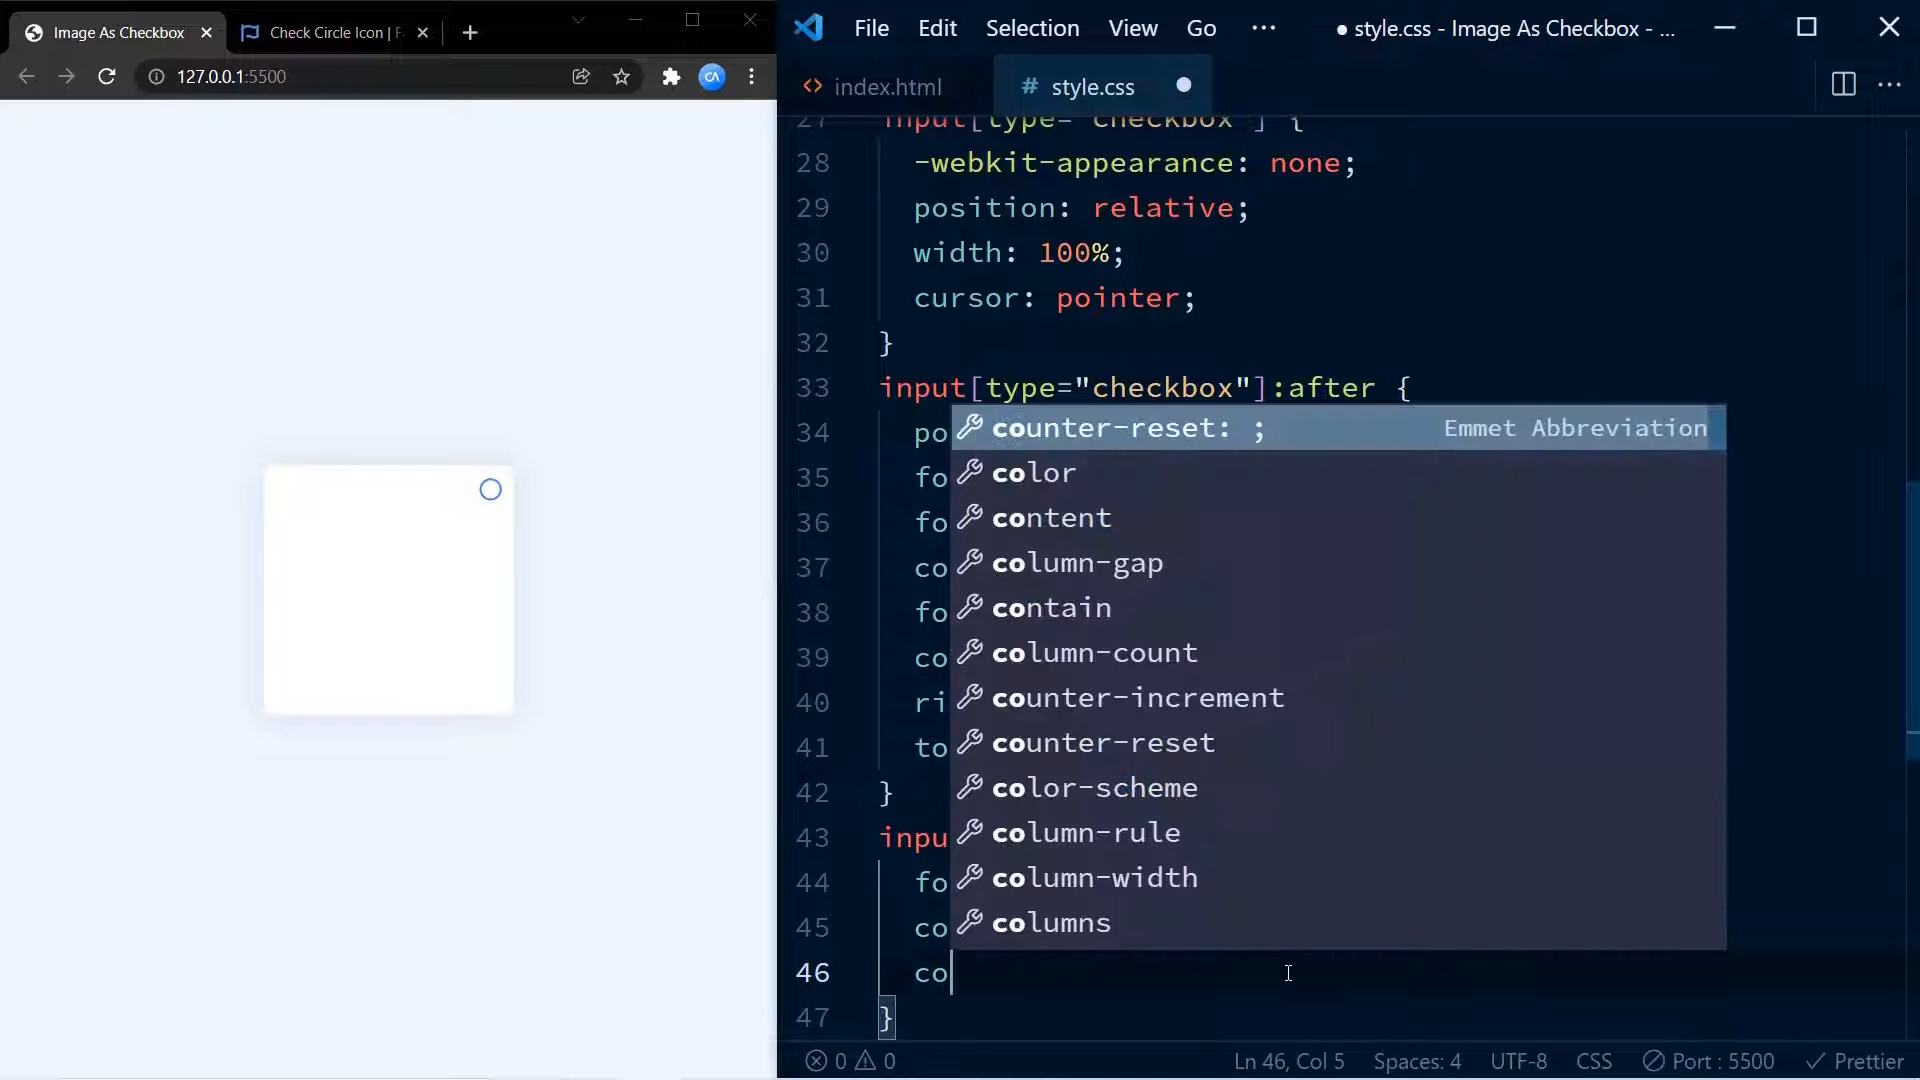 Image As Checkbox
Check Circle Icon | F
127.0.0.1:5500
File Edit Selection View Go ...
● style.css - Image As Checkbox - ...
<> index.html
# style.css
27 input[type="checkbox"] {
28 -webkit-appearance: none;
29 position: relative;
30 width: 100%;
31 cursor: pointer;
32 }
33 input[type="checkbox"]:after {
34 po
35 fo
36 fo
37 co
38 fo
39 co
40 ri
41 to
42 }
43 inpu
44 fo
45 co
46 co
47 }
counter-reset: ; Emmet Abbreviation
color
content
column-gap
contain
column-count
counter-increment
counter-reset
color-scheme
column-rule
column-width
columns
0 0 Ln 46, Col 5 Spaces: 4 UTF-8 CSS Port : 5500 Prettier